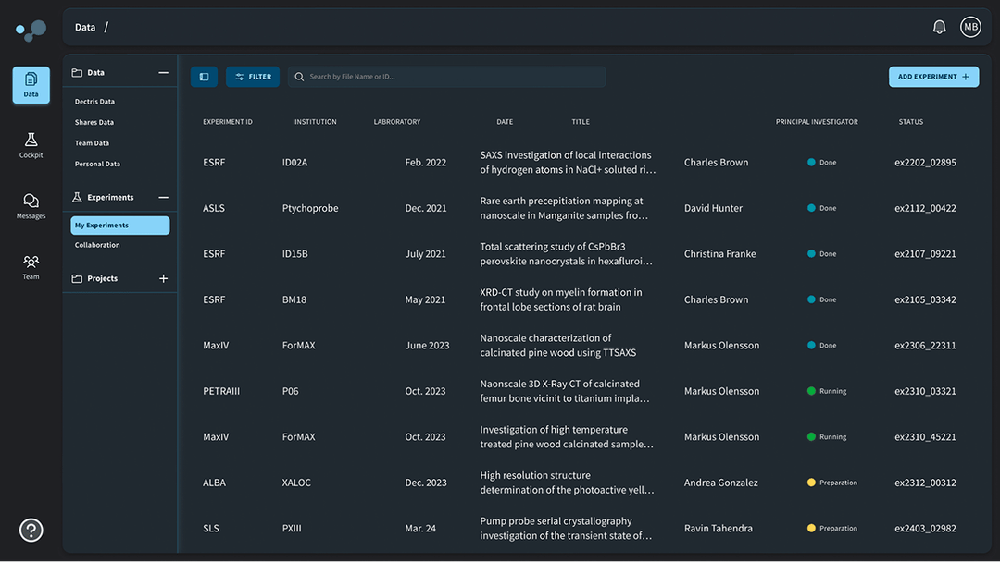 Data /
MB
Data
Cockpit
Messages
Team
?
Data
Dectris Data
Shares Data
Team Data
Personal Data
Experiments
My Experiments
Collaboration
Projects
FILTER
Search by File Name or ID...
ADD EXPERIMENT +
EXPERIMENT ID INSTITUTION LABRORATORY DATE TITLE PRINCIPAL INVESTIGATOR STATUS
ESRF ID02A Feb. 2022 SAXS investigation of local interactions
of hydrogen atoms in NaCl+ soluted ri... Charles Brown Done ex2202_02895
ASLS Ptychoprobe Dec. 2021 Rare earth precepitiation mapping at
nanoscale in Manganite samples fro... David Hunter Done ex2112_00422
ESRF ID15B July 2021 Total scattering study of CsPbBr3
perovskite nanocrystals in hexafluroi... Christina Franke Done ex2107_09221
ESRF BM18 May 2021 XRD-CT study on myelin formation in
frontal lobe sections of rat brain Charles Brown Done ex2105_03342
MaxIV ForMAX June 2023 Nanoscale characterization of
calcinated pine wood using TTSAXS Markus Olensson Done ex2306_22311
PETRAIII P06 Oct. 2023 Naonscale 3D X-Ray CT of calcinated
femur bone vicinit to titanium impla... Markus Olensson Running ex2310_03321
MaxIV ForMAX Oct. 2023 Investigation of high temperature
treated pine wood calcinated sample... Markus Olensson Running ex2310_45221
ALBA XALOC Dec. 2023 High resolution structure
determination of the photoactive yell... Andrea Gonzalez Preparation ex2312_00312
SLS PXIII Mar. 24 Pump probe serial crystallography
investigation of the transient state of... Ravin Tahendra Preparation ex2403_02982